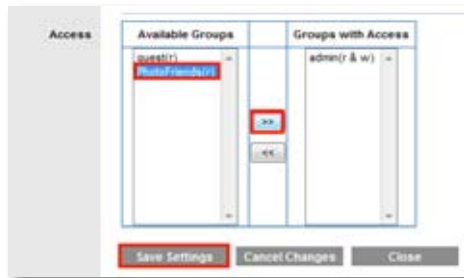 Access
Available Groups
Groups with Access
guest(r)
PhotoFriends(r)
admin(r & w)
>>
<<
Save Settings
Cancel Changes
Close